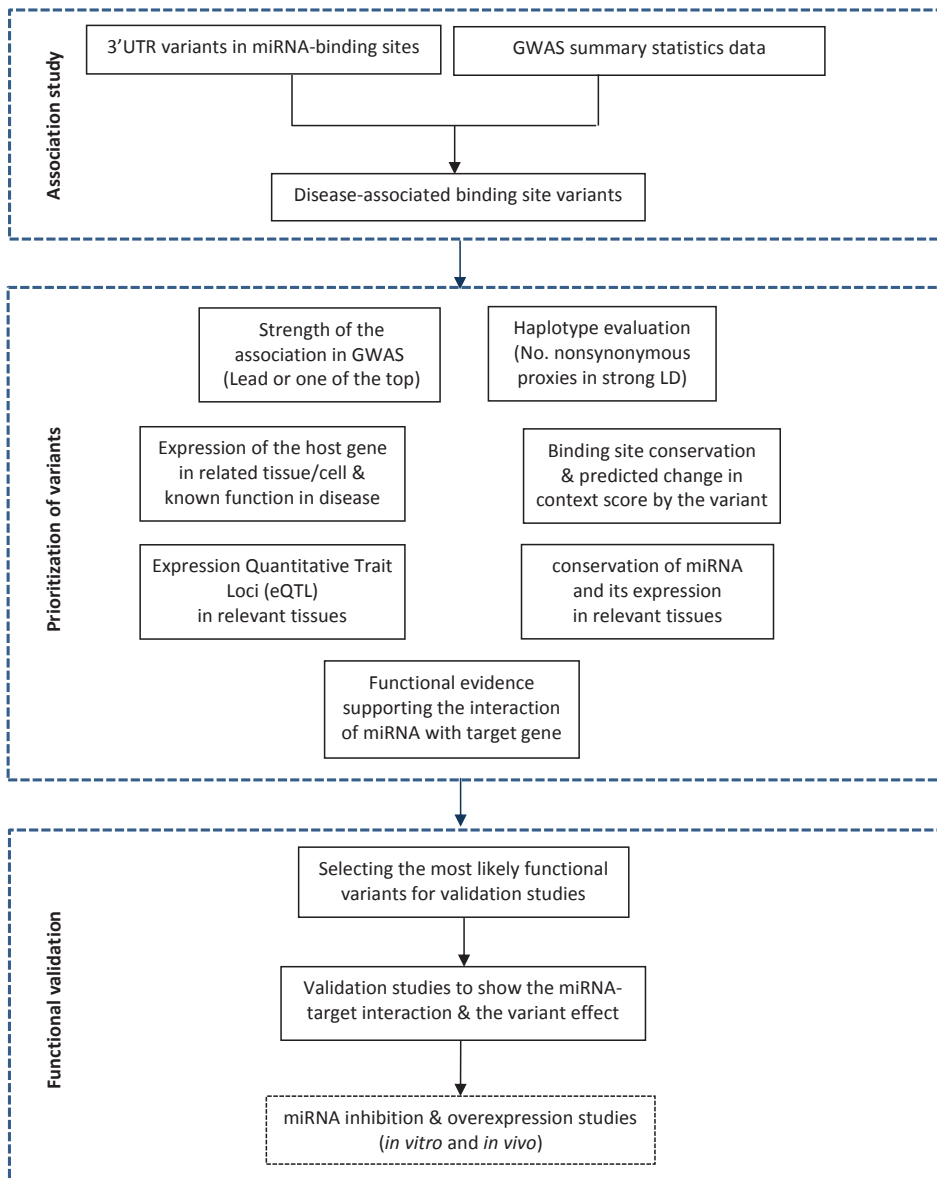 Association study
3'UTR variants in miRNA-binding sites
GWAS summary statistics data
Disease-associated binding site variants
Prioritization of variants
Strength of the
association in GWAS
(Lead or one of the top)
Haplotype evaluation
(No. nonsynonymous
proxies in strong LD)
Expression of the host gene
in related tissue/cell &
known function in disease
Binding site conservation
& predicted change in
context score by the variant
Expression Quantitative Trait
Loci (eQTL)
in relevant tissues
conservation of miRNA
and its expression
in relevant tissues
Functional evidence
supporting the interaction
of miRNA with target gene
Functional validation
Selecting the most likely functional
variants for validation studies
Validation studies to show the miRNA-
target interaction & the variant effect
miRNA inhibition & overexpression studies
(in vitro and in vivo)